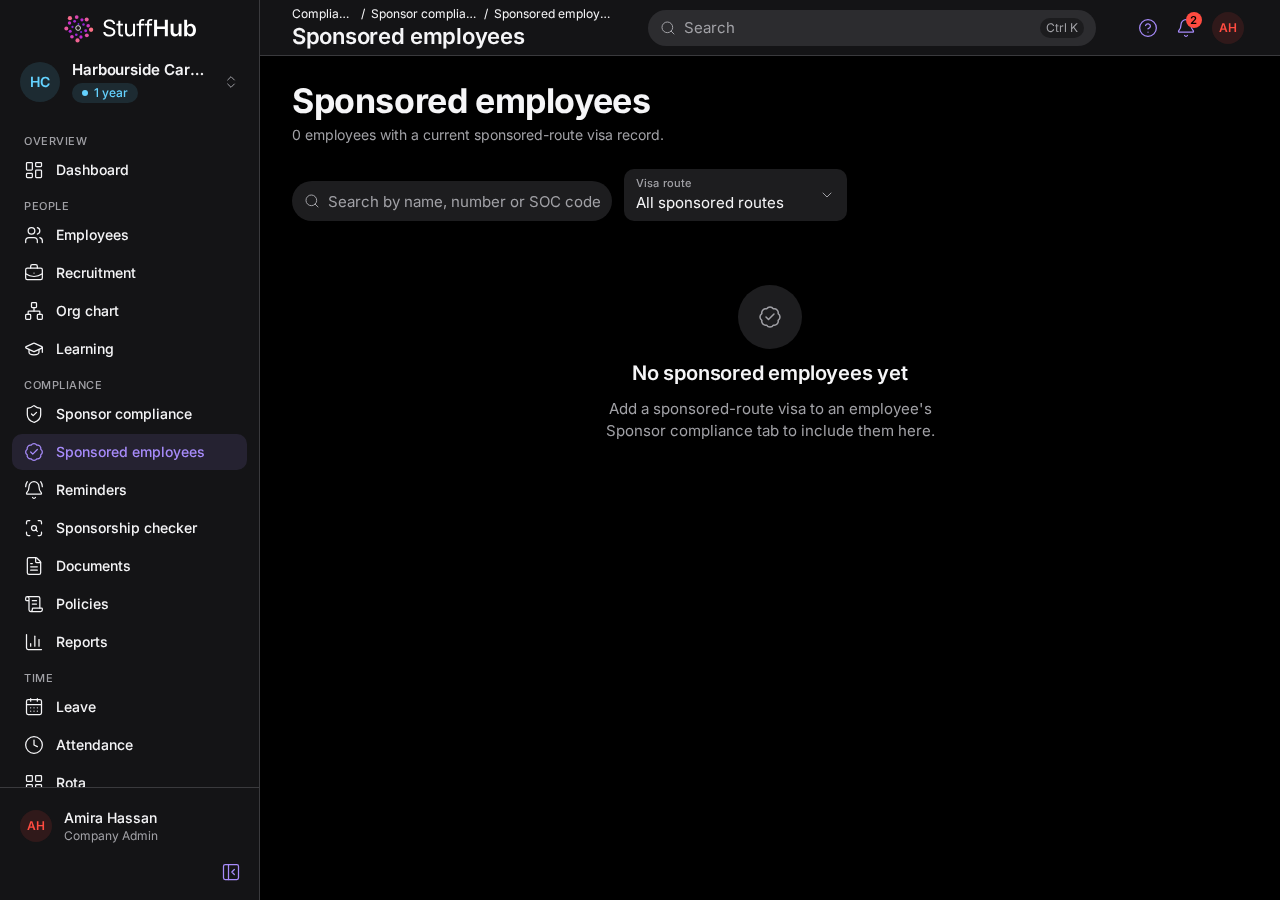 StuffHub
Harbourside Car...
1 year
OVERVIEW
Dashboard
PEOPLE
Employees
Recruitment
Org chart
Learning
COMPLIANCE
Sponsor compliance
Sponsored employees
Reminders
Sponsorship checker
Documents
Policies
Reports
TIME
Leave
Attendance
Rota
AH
Amira Hassan
Company Admin
HC
Complia... / Sponsor complia... / Sponsored employ...
Sponsored employees
Search
Ctrl K
2
AH
Sponsored employees
0 employees with a current sponsored-route visa record.
Search by name, number or SOC code
Visa route
All sponsored routes
No sponsored employees yet
Add a sponsored-route visa to an employee's
Sponsor compliance tab to include them here.